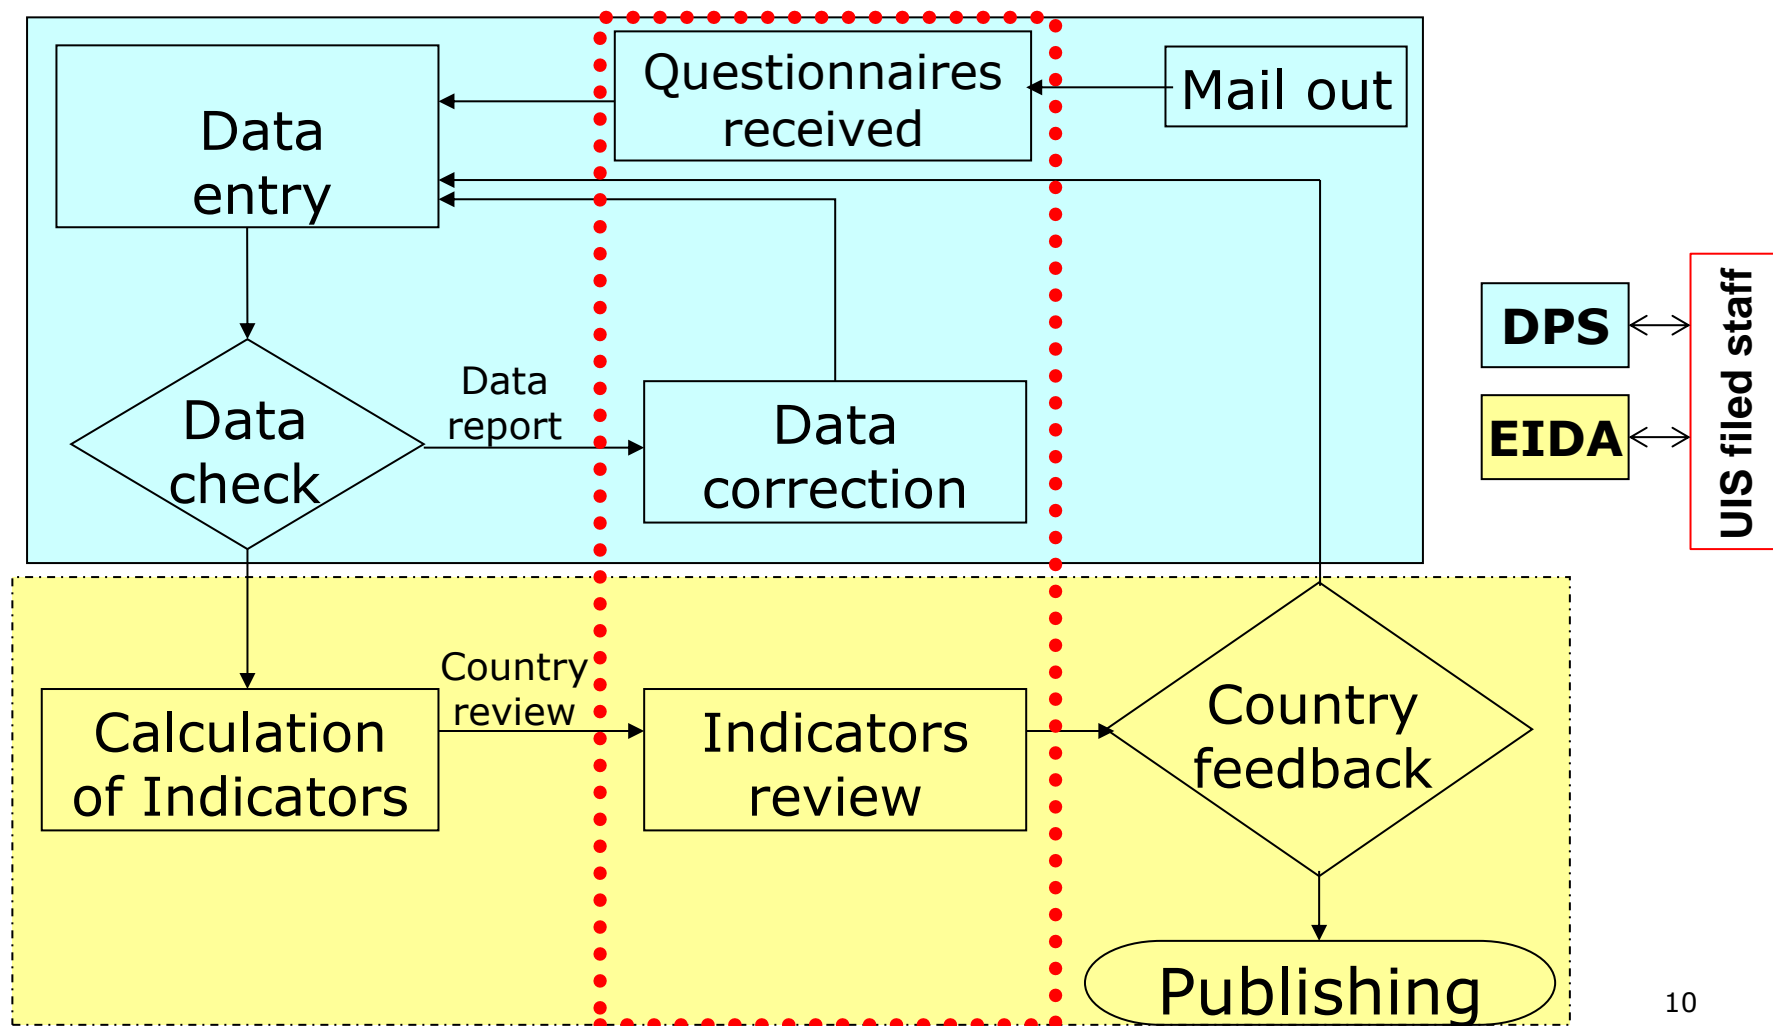 Questionnaires
received
Mail out
Data
entry
Data
report
Data
check
Data
correction
DPS
EIDA
UIS filed staff
Country
review
Calculation
of Indicators
Indicators
review
Country
feedback
Publishing
10